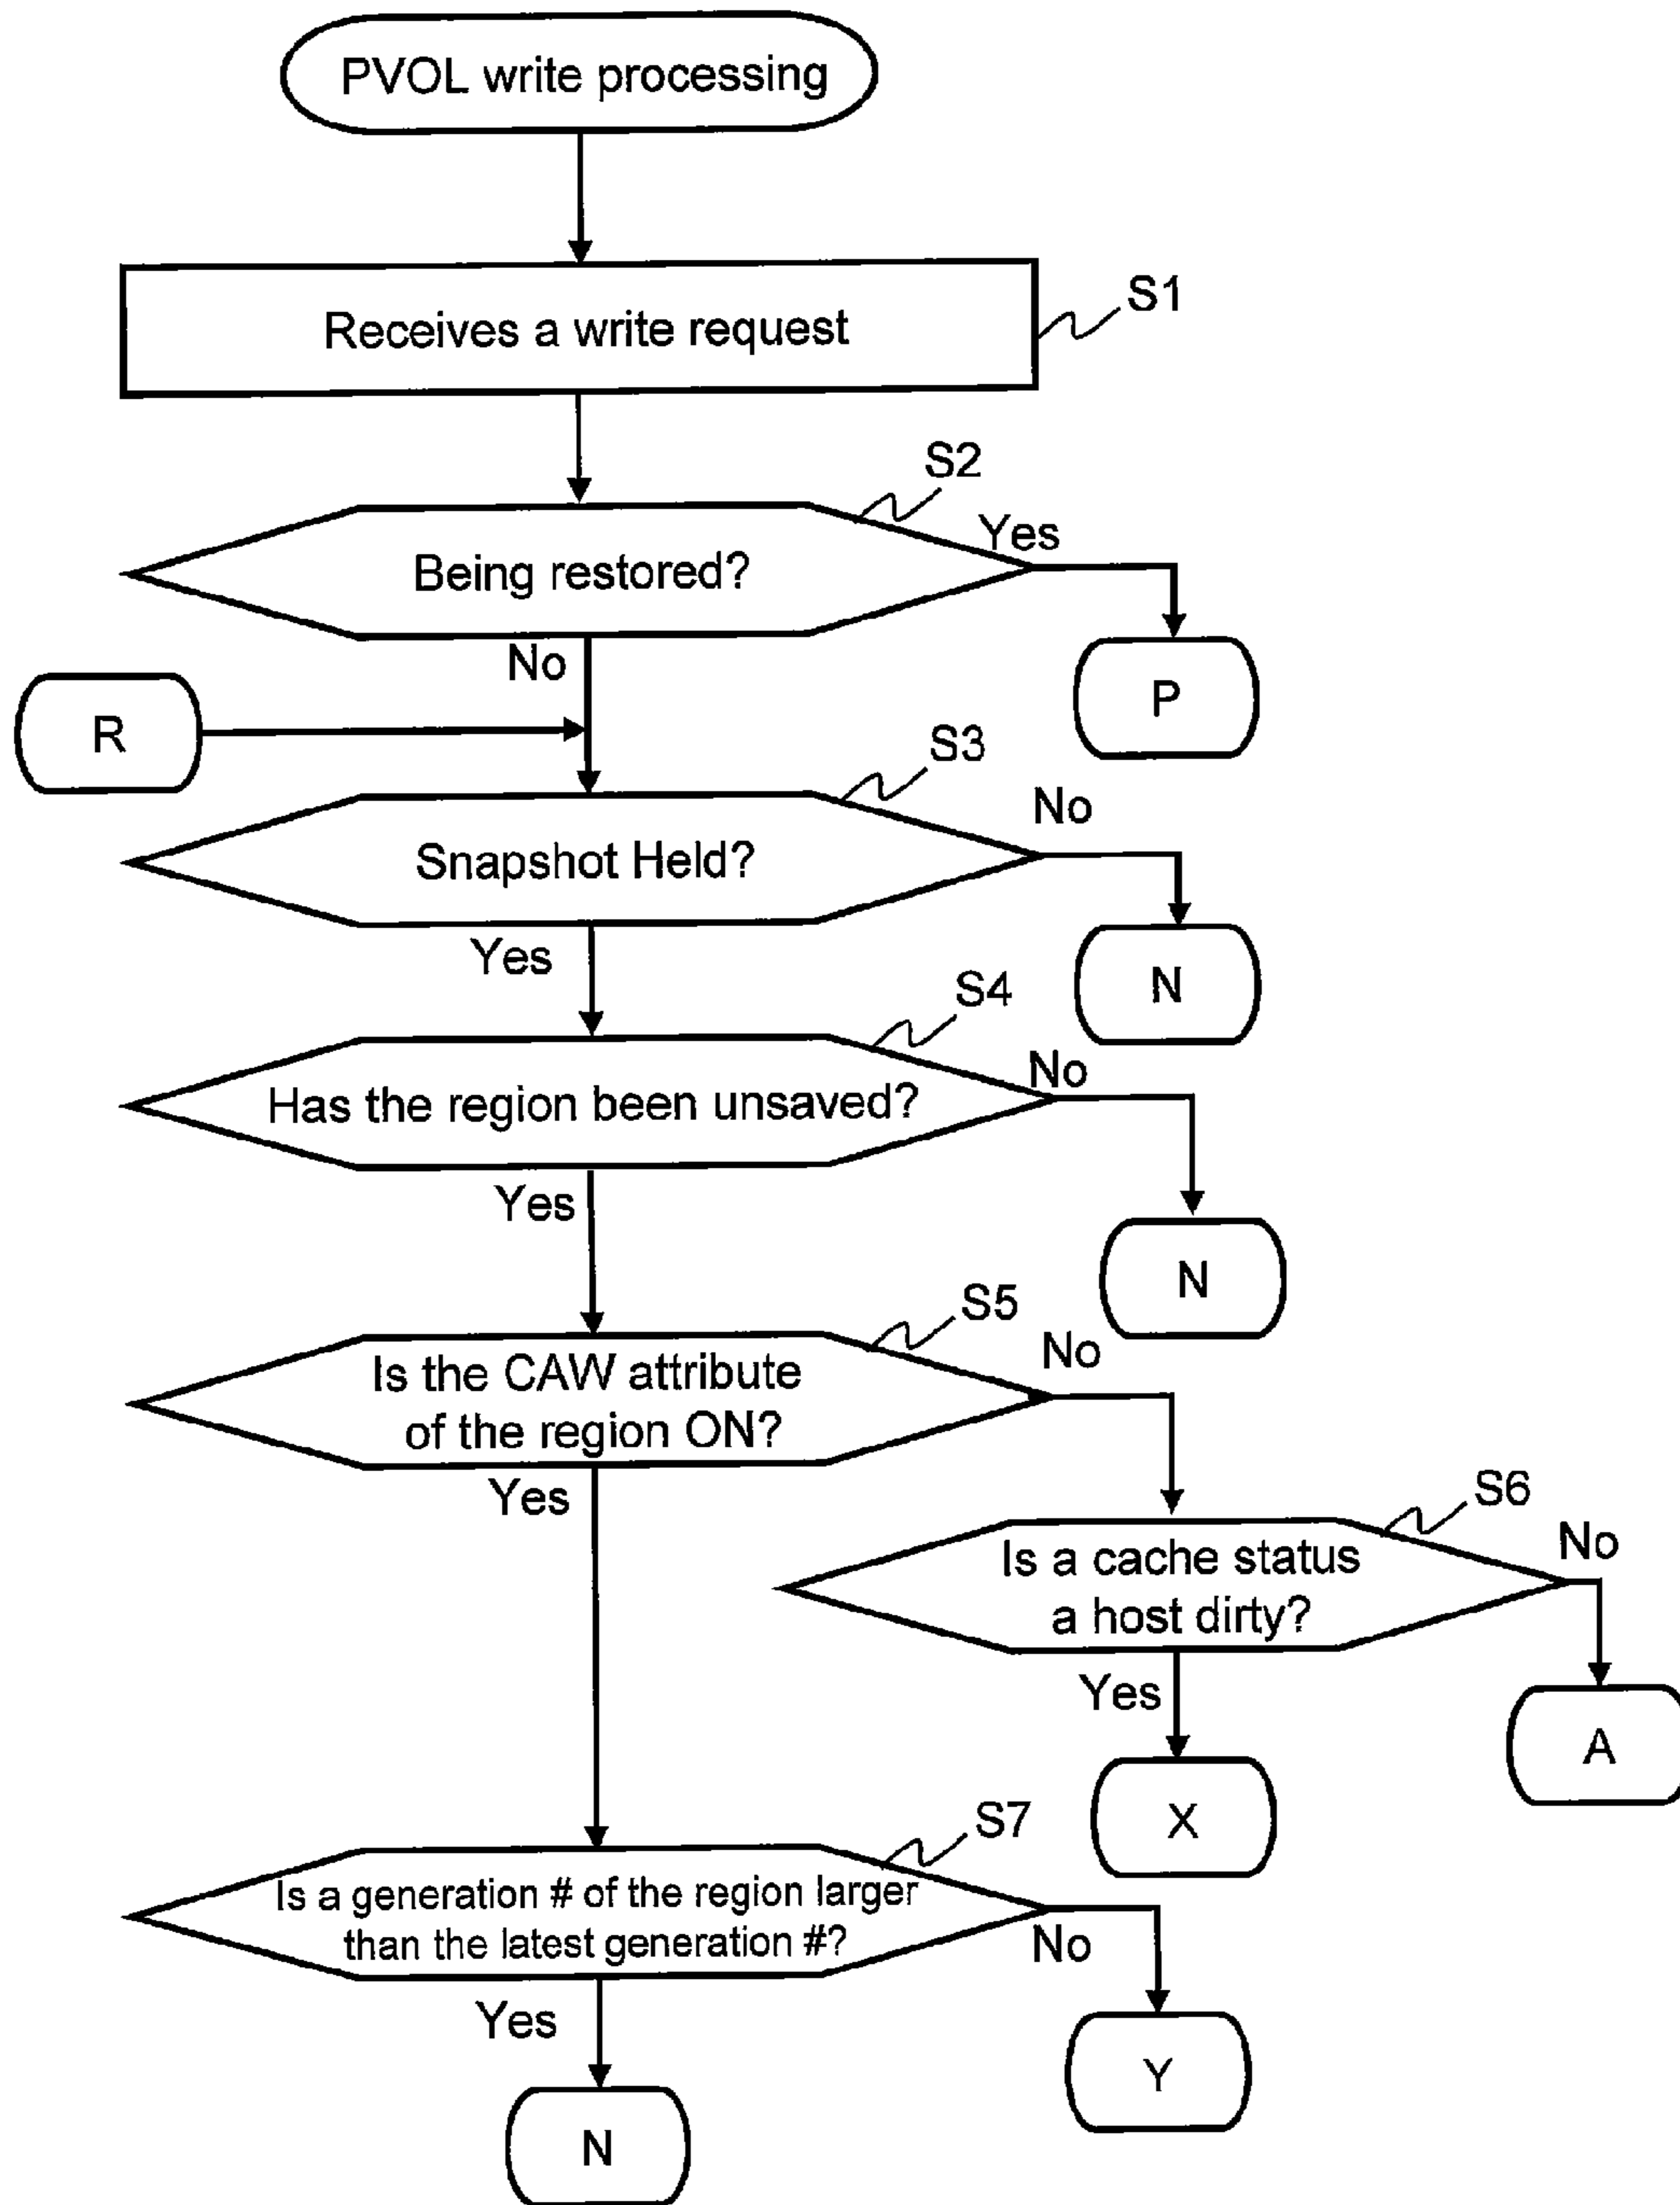 PVOL write processing
Receives a write request
S1
S2
Being restored?
Yes
No
P
R
S3
Snapshot Held?
No
Yes
N
S4
Has the region been unsaved?
No
Yes
N
S5
Is the CAW attribute
of the region ON?
No
Yes
S6
Is a cache status
a host dirty?
No
Yes
A
X
S7
Is a generation # of the region larger
than the latest generation #?
No
Yes
Y
N